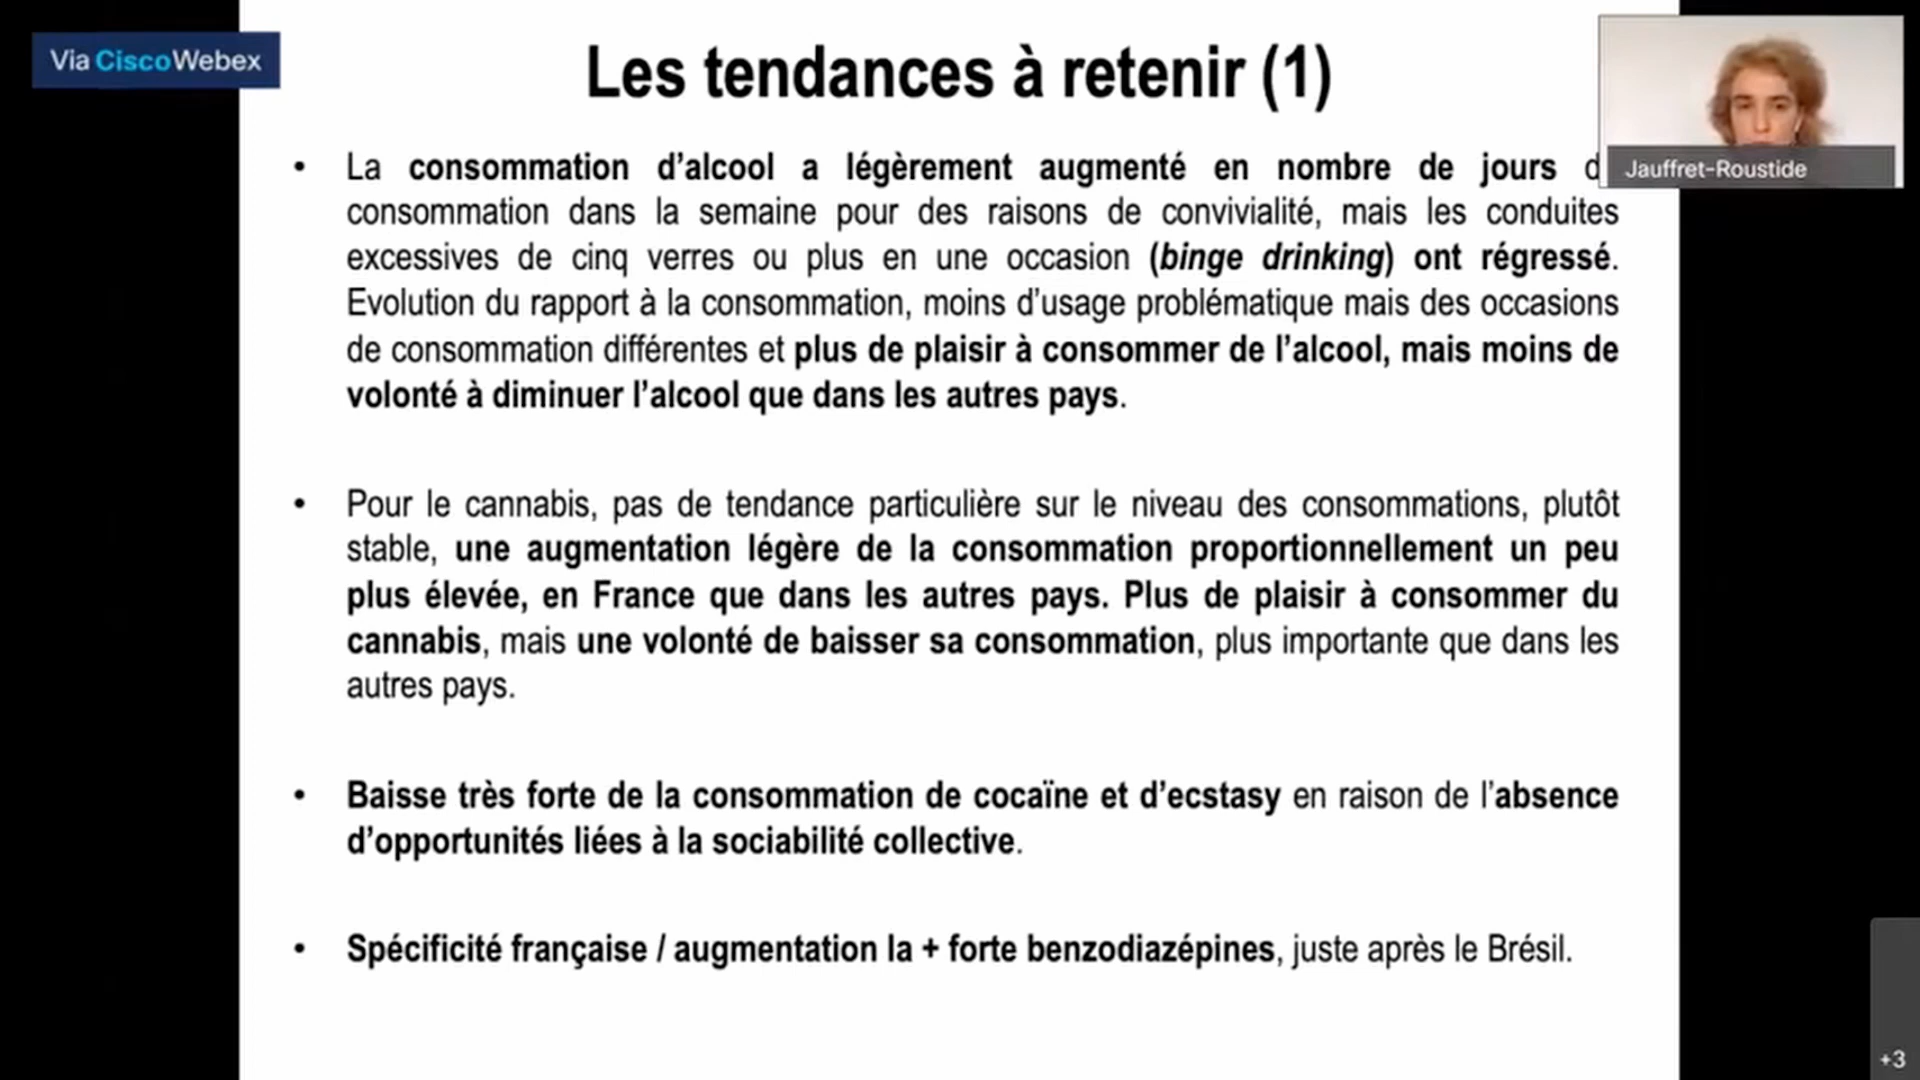 Via CiscoWebex
Les tendances à retenir (1)
Jauffret-Roustide
• La consommation d’alcool a légèrement augmenté en nombre de jours
consommation dans la semaine pour des raisons de convivialité, mais les conduites
excessives de cinq verres ou plus en une occasion (binge drinking) ont régressé.
Evolution du rapport à la consommation, moins d’usage problématique mais des occasions
de consommation différentes et plus de plaisir à consommer de l’alcool, mais moins de
volonté à diminuer l’alcool que dans les autres pays.
• Pour le cannabis, pas de tendance particulière sur le niveau des consommations, plutôt
stable, une augmentation légère de la consommation proportionnellement un peu
plus élevée, en France que dans les autres pays. Plus de plaisir à consommer du
cannabis, mais une volonté de baisser sa consommation, plus importante que dans les
autres pays.
• Baisse très forte de la consommation de cocaïne et d’ecstasy en raison de l’absence
d’opportunités liées à la sociabilité collective.
• Spécificité française / augmentation la + forte benzodiazépines, juste après le Brésil.
+3